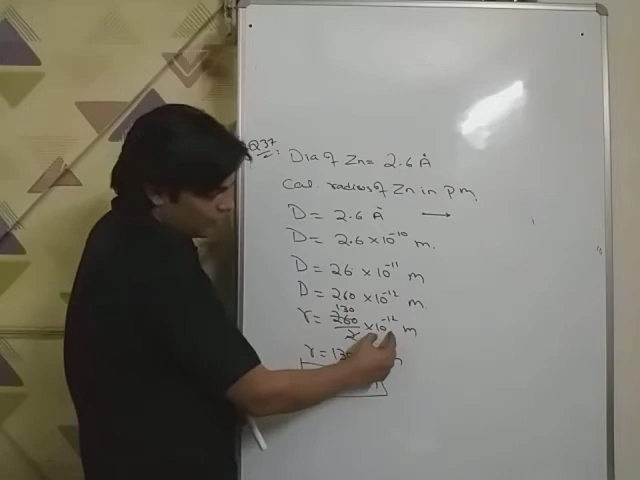 Q37: Dia of Zn = 2.6 Å
Cal. radius of Zn in pm.
D = 2.6 Å →
D = 2.6 × 10⁻¹⁰ m.
D = 26 × 10⁻¹¹ m
D = 260 × 10⁻¹² m.
130
r = 260/2 × 10⁻¹² m
r = 130